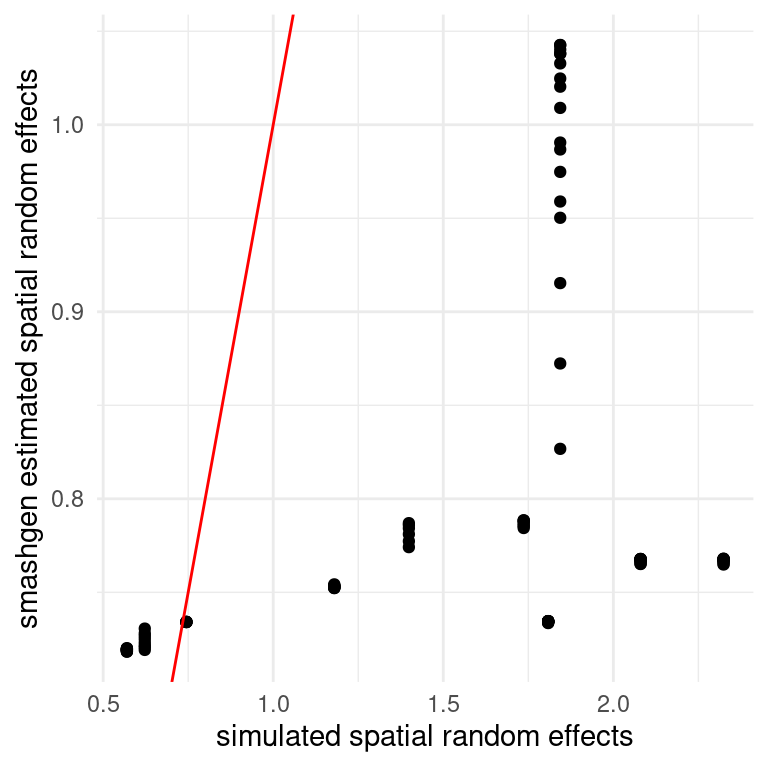 smashgen estimated spatial random effects
1.0
0.9
0.8
0.5 1.0 1.5 2.0
simulated spatial random effects